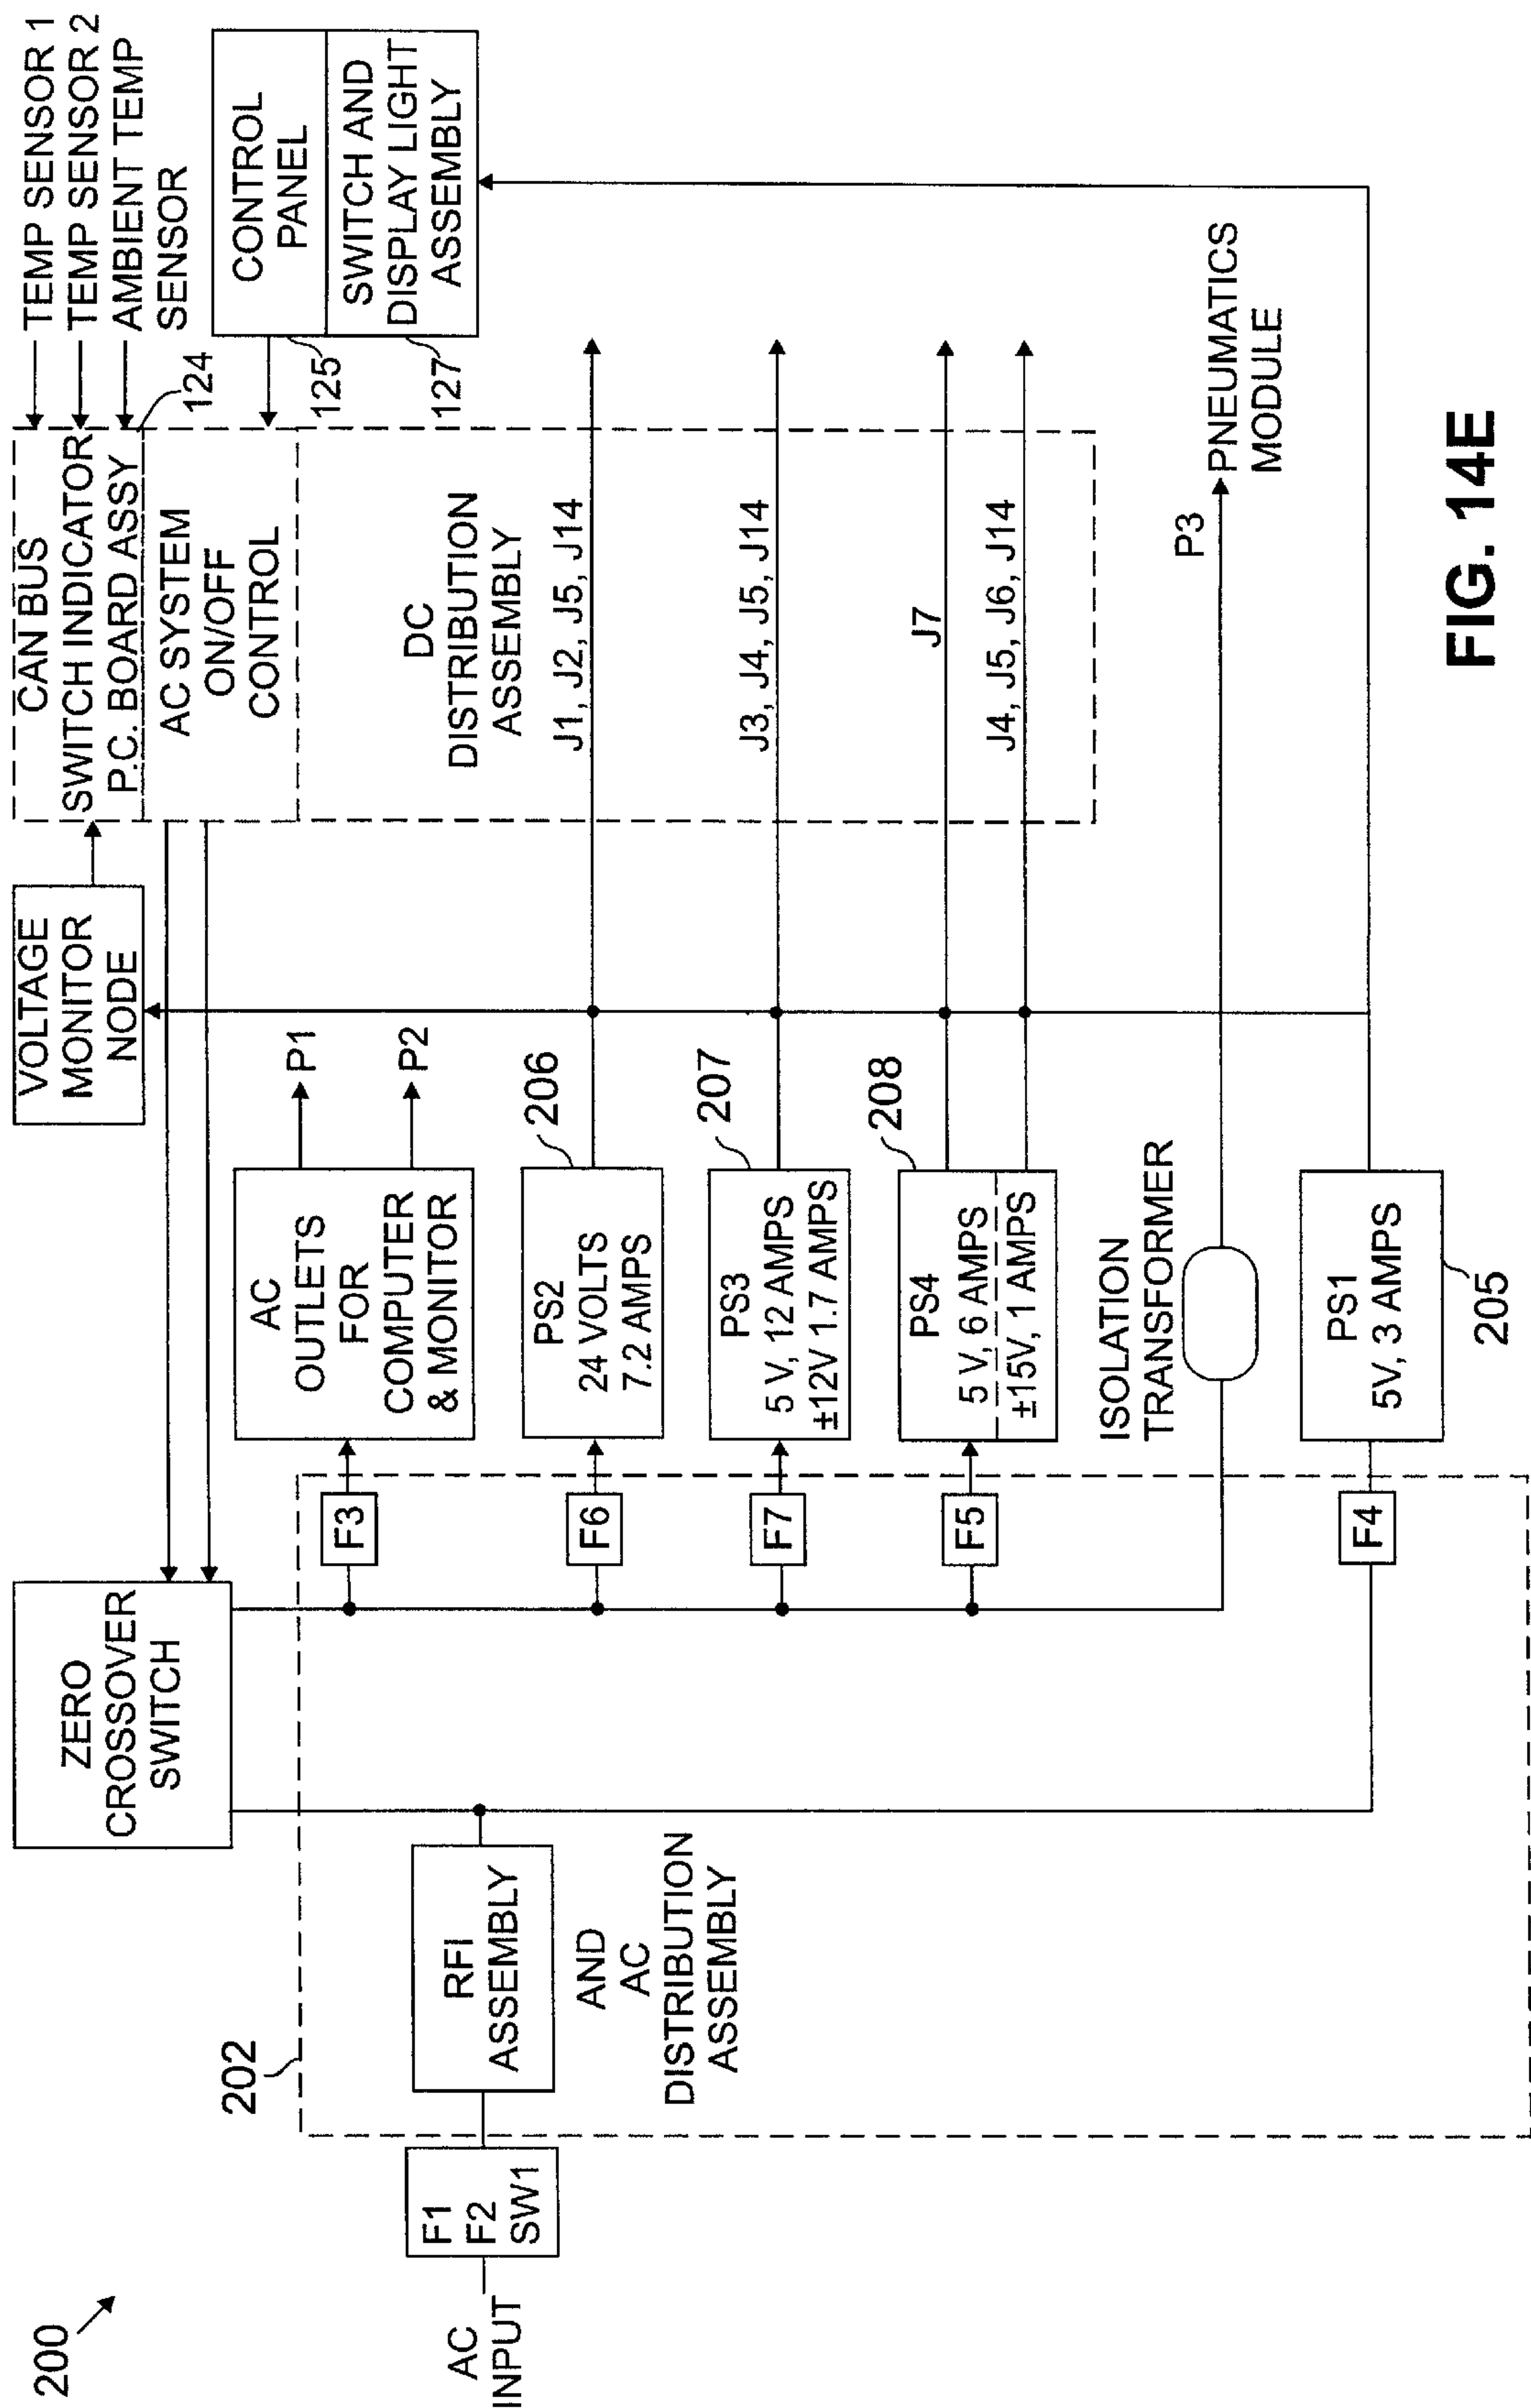 200
AC
INPUT
F1
F2
SW1
202
RFI
ASSEMBLY
AND
AC
DISTRIBUTION
ASSEMBLY
ZERO
CROSSOVER
SWITCH
F3
F6
F7
F5
F4
AC
OUTLETS
FOR
COMPUTER
& MONITOR
P1
P2
PS2
24 VOLTS
7.2 AMPS
206
PS3
5 V, 12 AMPS
±12V 1.7 AMPS
207
PS4
5 V, 6 AMPS
±15V, 1 AMPS
208
ISOLATION
TRANSFORMER
PS1
5V, 3 AMPS
205
VOLTAGE
MONITOR
NODE
CAN BUS
SWITCH INDICATOR
P.C. BOARD ASSY
124
AC SYSTEM
ON/OFF
CONTROL
DC
DISTRIBUTION
ASSEMBLY
J1, J2, J5, J14
J3, J4, J5, J14
J7
J4, J5, J6, J14
P3
PNEUMATICS
MODULE
TEMP SENSOR 1
TEMP SENSOR 2
AMBIENT TEMP
SENSOR
CONTROL
PANEL
125
SWITCH AND
DISPLAY LIGHT
ASSEMBLY
127
FIG. 14E